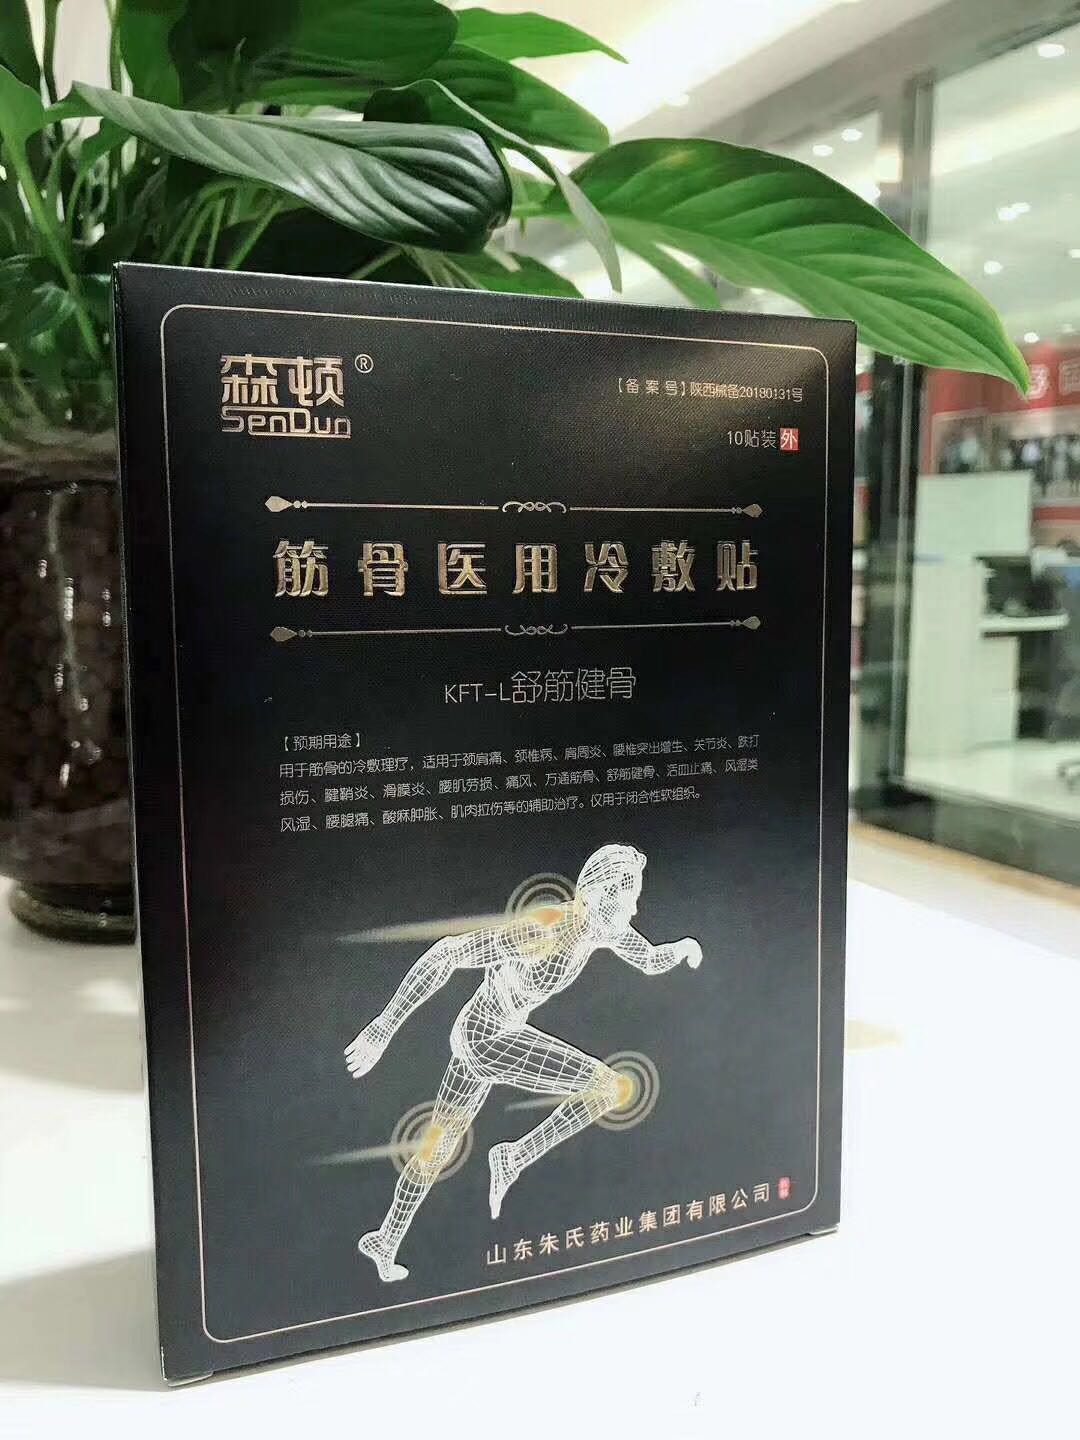 森顿®
SenDun
【备案号】陕西械备20180131号
10贴装 外
筋骨医用冷敷贴
KFT-L舒筋健骨
【预期用途】
用于筋骨的冷敷理疗，适用于颈肩痛、颈椎病、肩周炎、腰椎突出增生、关节炎、跌打
损伤、腱鞘炎、滑膜炎、腰肌劳损、痛风、万通筋骨、舒筋健骨、活血止痛、风湿类
风湿、腰腿痛、酸麻肿胀、肌肉拉伤等的辅助治疗。仅用于闭合性软组织。
山东朱氏药业集团有限公司